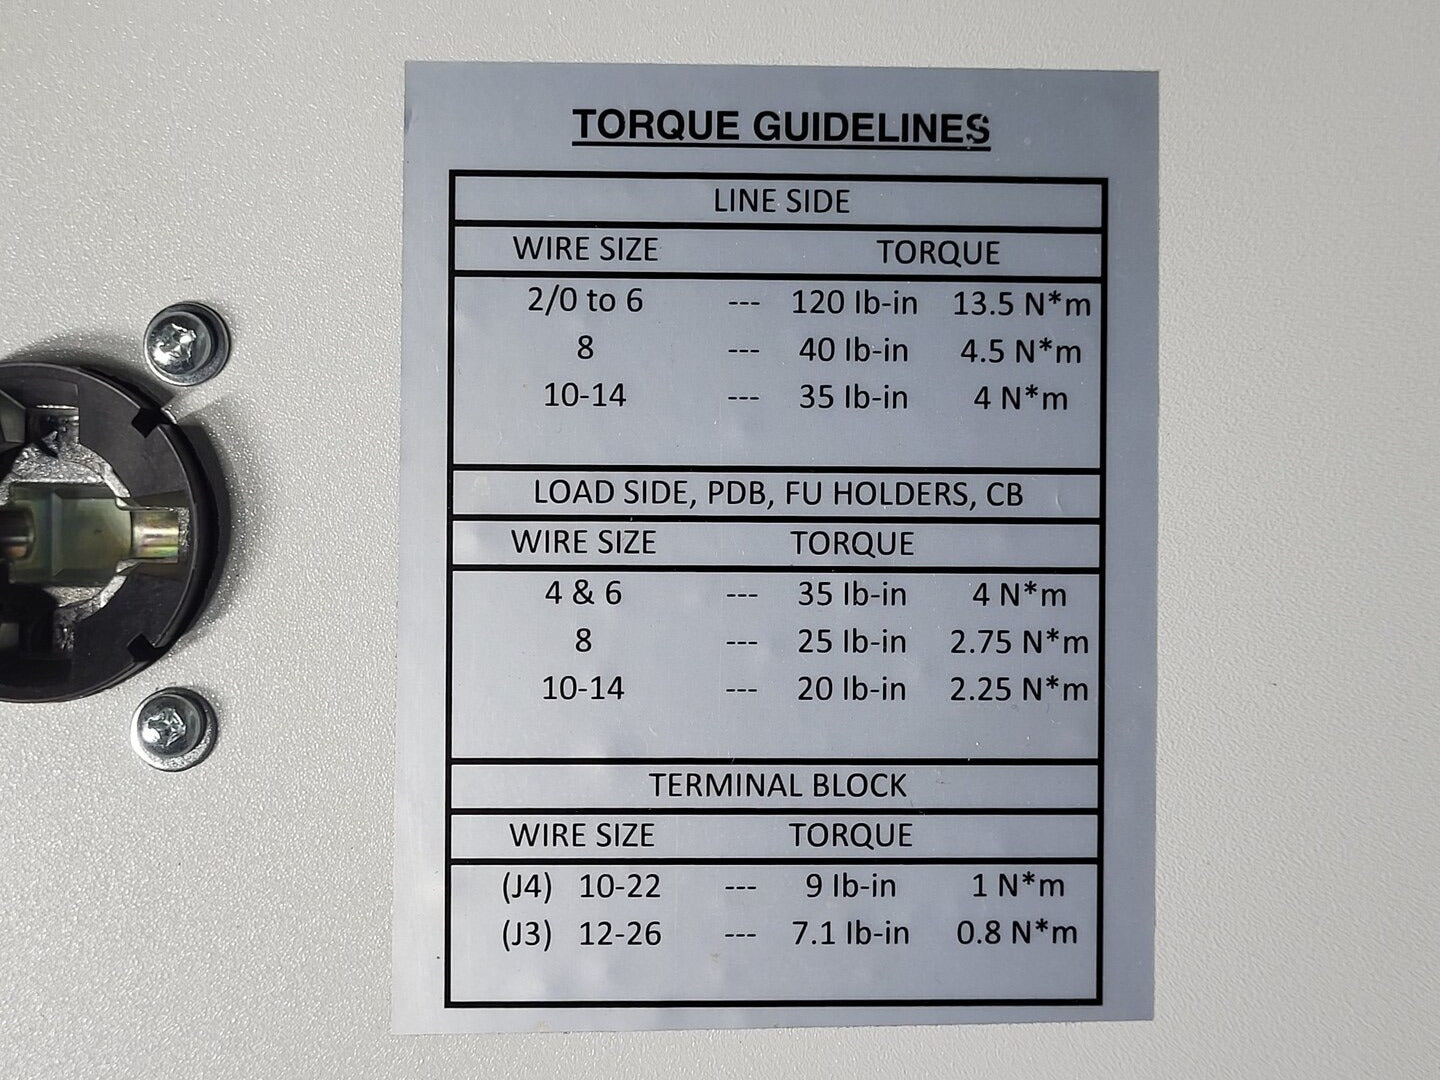 TORQUE GUIDELINES
LINE SIDE
WIRE SIZE TORQUE
2/0 to 6 --- 120 lb-in 13.5 N*m
8 --- 40 lb-in 4.5 N*m
10-14 --- 35 lb-in 4 N*m
LOAD SIDE, PDB, FU HOLDERS, CB
WIRE SIZE TORQUE
4 & 6 --- 35 lb-in 4 N*m
8 --- 25 lb-in 2.75 N*m
10-14 --- 20 lb-in 2.25 N*m
TERMINAL BLOCK
WIRE SIZE TORQUE
(J4) 10-22 --- 9 lb-in 1 N*m
(J3) 12-26 --- 7.1 lb-in 0.8 N*m